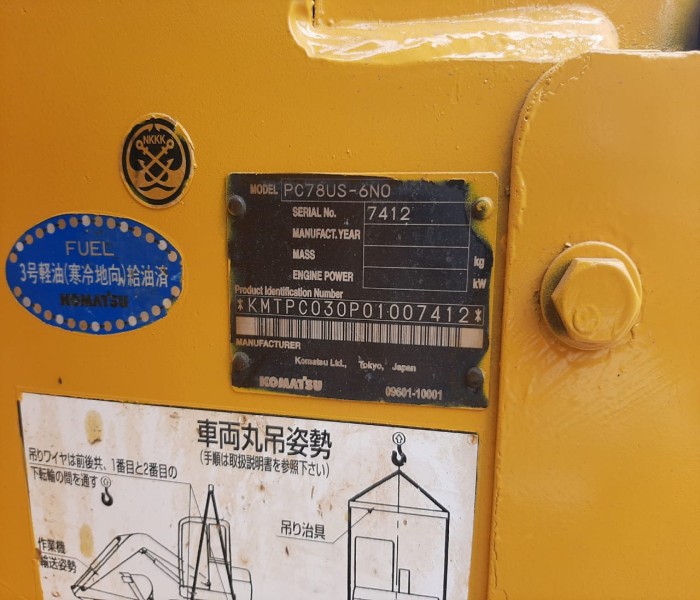 NKKK
FUEL
3号軽油(寒冷地向)給油済
KOMATSU
MODEL PC78US-6N0
SERIAL No. 7412
MANUFACT. YEAR
MASS kg
ENGINE POWER kW
Product Identification Number
*KMTPC030P01007412*
MANUFACTURER
Komatsu Ltd., Tokyo, Japan
KOMATSU 09601-10001
車両丸吊姿勢
(手順は取扱説明書を参照下さい)
吊りワイヤは前後共、1番目と2番目の
下転輪の間を通す
吊り治具
作業機
輸送姿勢